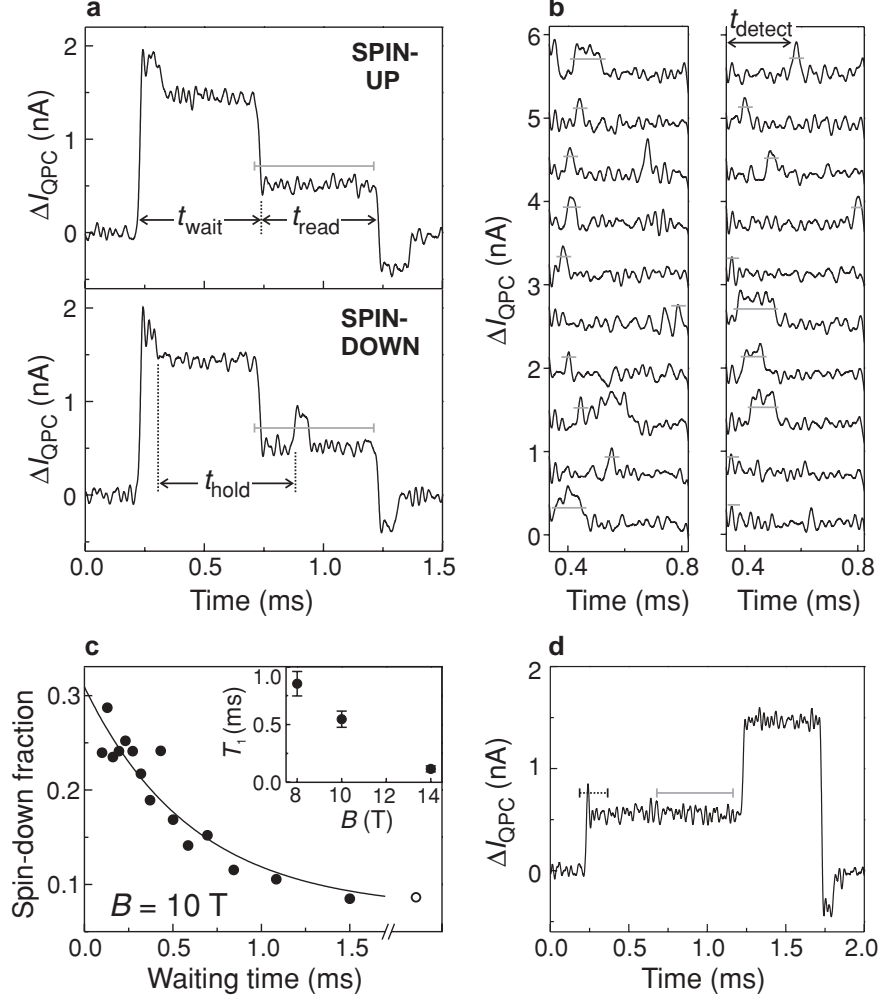 a
SPIN-
UP
2
1
0
ΔI_QPC (nA)
t_wait
t_read
SPIN-
DOWN
2
1
0
ΔI_QPC (nA)
t_hold
0.0 0.5 1.0 1.5
Time (ms)
b
6
5
4
3
2
1
0
ΔI_QPC (nA)
t_detect
0.4 0.8 0.4 0.8
Time (ms)
c
0.3
0.2
0.1
Spin-down fraction
1.0
0.5
0.0
T_1 (ms)
8 10 14
B (T)
B = 10 T
0.0 0.5 1.0 1.5
Waiting time (ms)
d
2
1
0
ΔI_QPC (nA)
0.0 0.5 1.0 1.5 2.0
Time (ms)